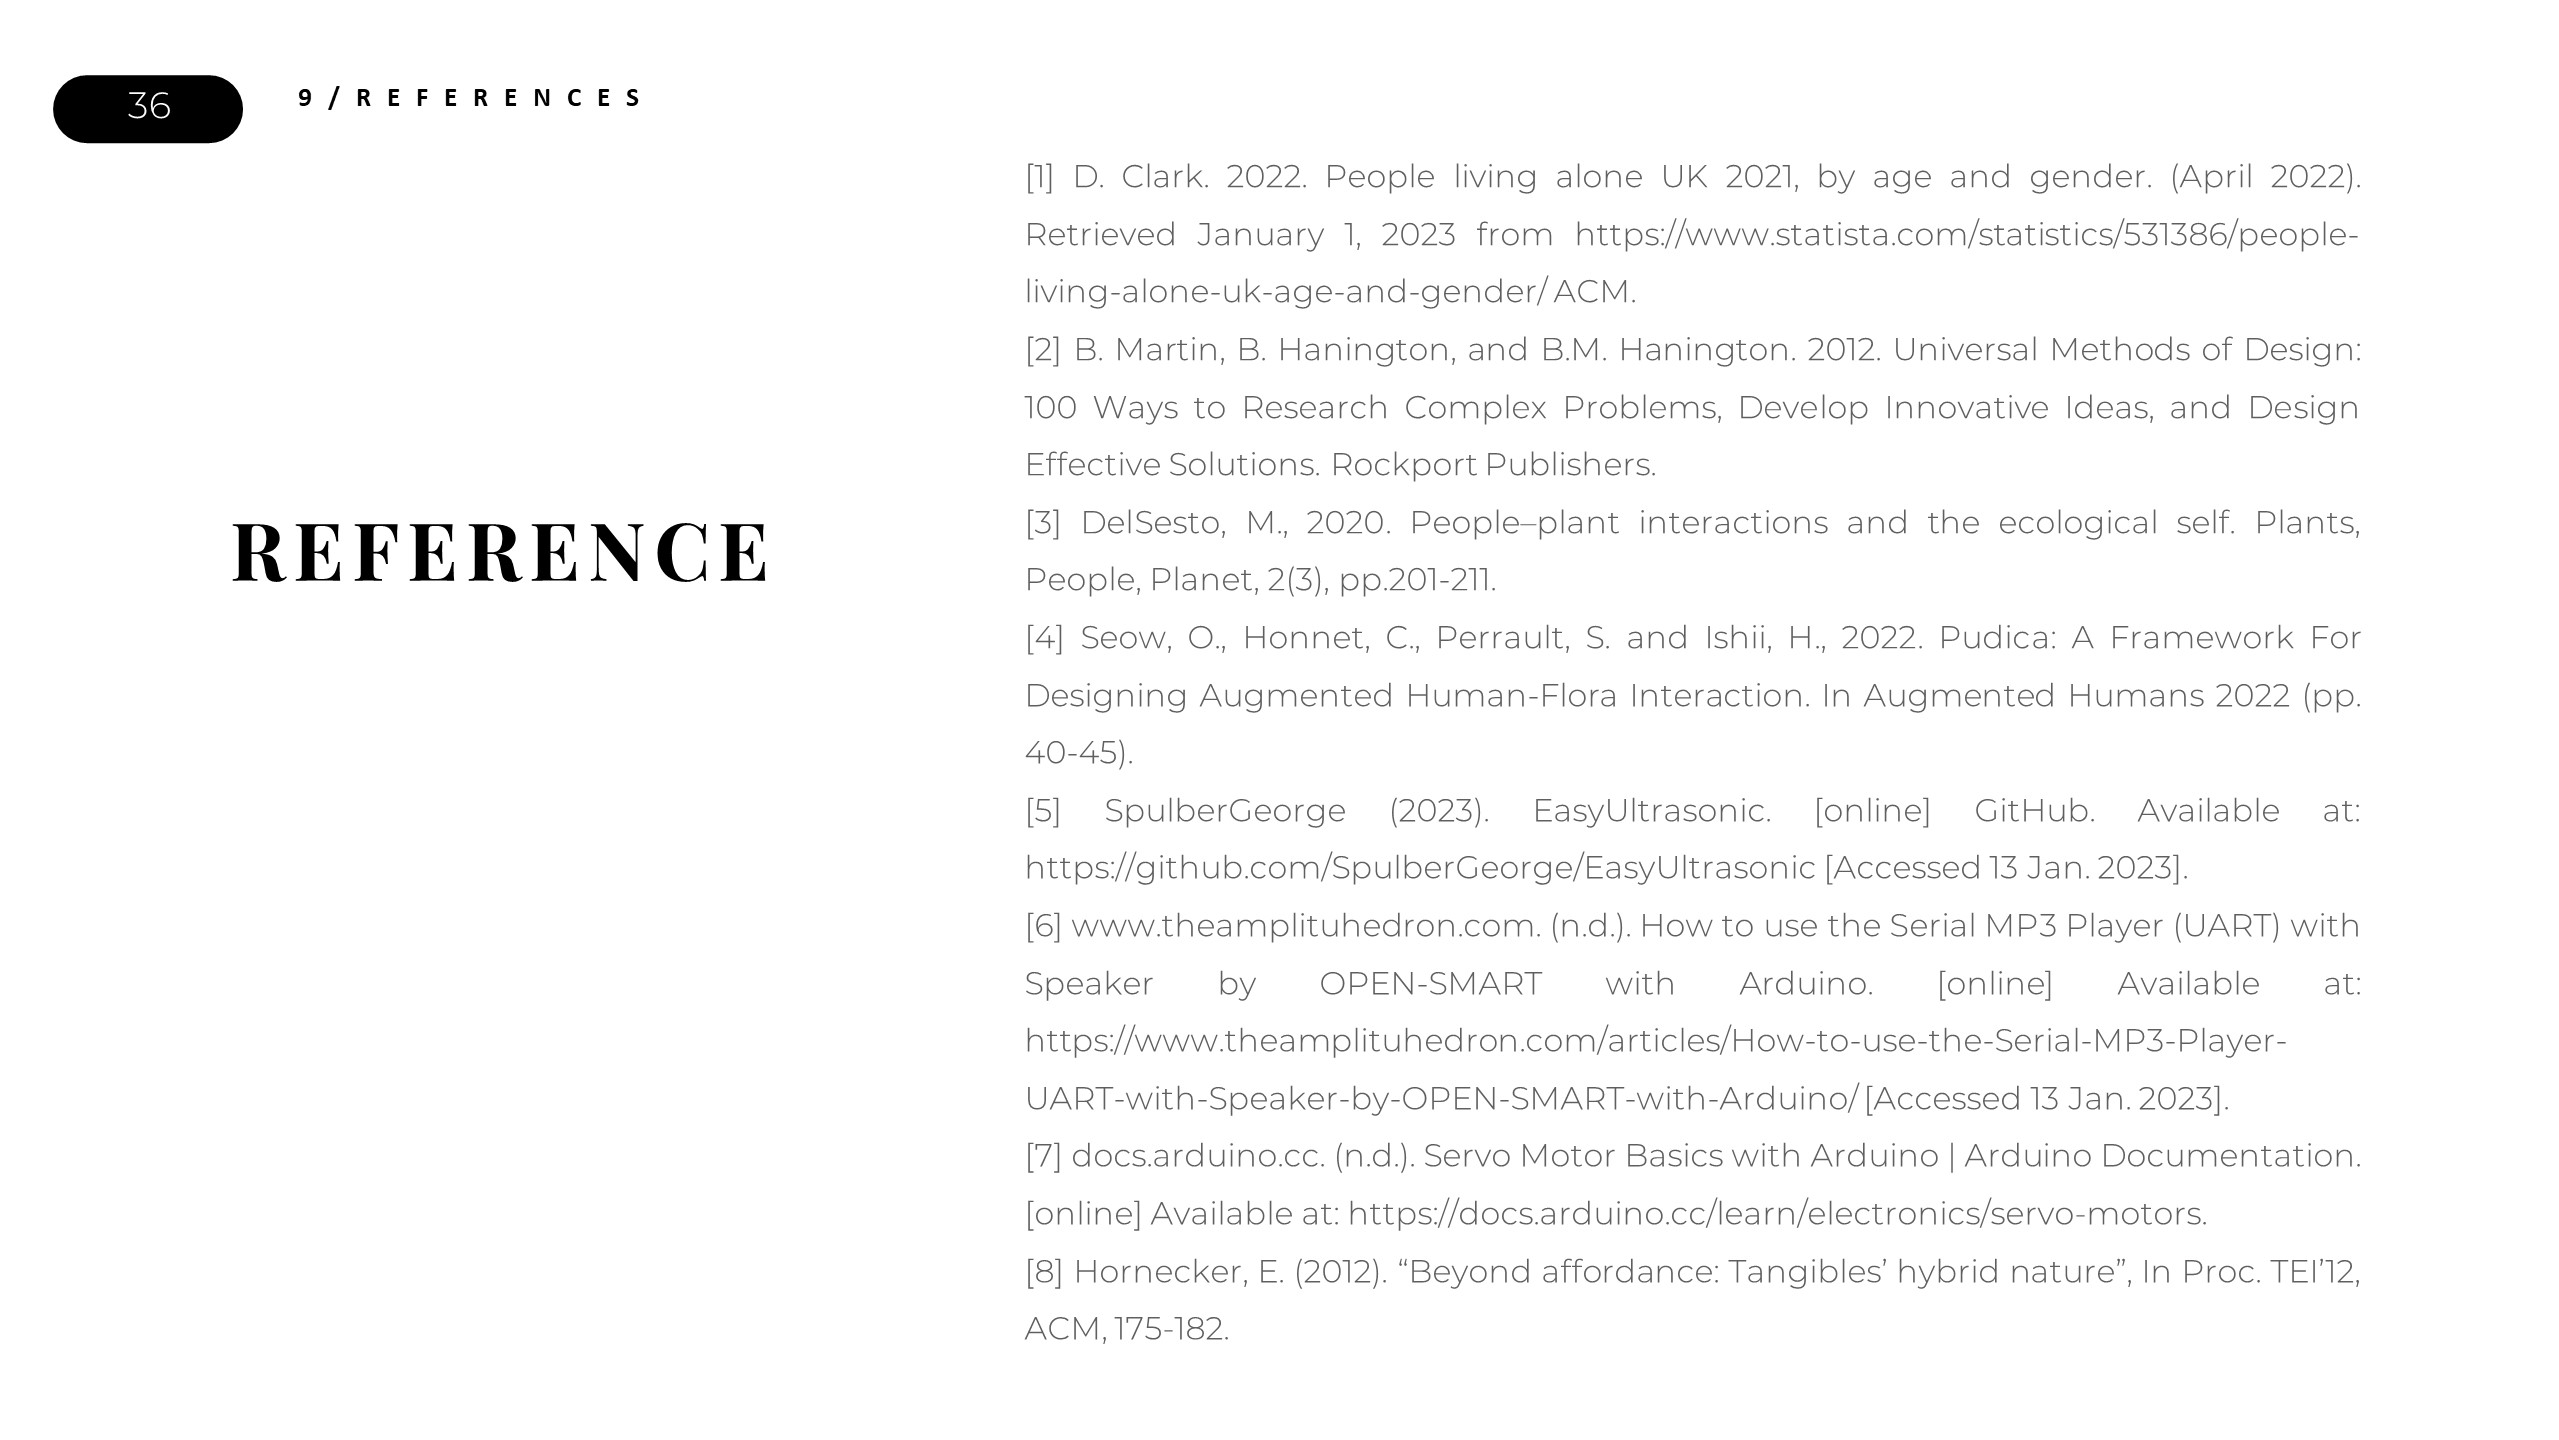 36
9/REFERENCES
REFERENCE
[1] D. Clark. 2022. People living alone UK 2021, by age and gender. (April 2022).
Retrieved January 1, 2023 from https://www.statista.com/statistics/531386/people-
living-alone-uk-age-and-gender/ ACM.
[2] B. Martin, B. Hanington, and B.M. Hanington. 2012. Universal Methods of Design:
100 Ways to Research Complex Problems, Develop Innovative Ideas, and Design
Effective Solutions. Rockport Publishers.
[3] DelSesto, M., 2020. People–plant interactions and the ecological self. Plants,
People, Planet, 2(3), pp.201-211.
[4] Seow, O., Honnet, C., Perrault, S. and Ishii, H., 2022. Pudica: A Framework For
Designing Augmented Human-Flora Interaction. In Augmented Humans 2022 (pp.
40-45).
[5] SpulberGeorge (2023). EasyUltrasonic. [online] GitHub. Available at:
https://github.com/SpulberGeorge/EasyUltrasonic [Accessed 13 Jan. 2023].
[6] www.theamplituhedron.com. (n.d.). How to use the Serial MP3 Player (UART) with
Speaker by OPEN-SMART with Arduino. [online] Available at:
https://www.theamplituhedron.com/articles/How-to-use-the-Serial-MP3-Player-
UART-with-Speaker-by-OPEN-SMART-with-Arduino/ [Accessed 13 Jan. 2023].
[7] docs.arduino.cc. (n.d.). Servo Motor Basics with Arduino | Arduino Documentation.
[online] Available at: https://docs.arduino.cc/learn/electronics/servo-motors.
[8] Hornecker, E. (2012). “Beyond affordance: Tangibles’ hybrid nature”, In Proc. TEI’12,
ACM, 175-182.